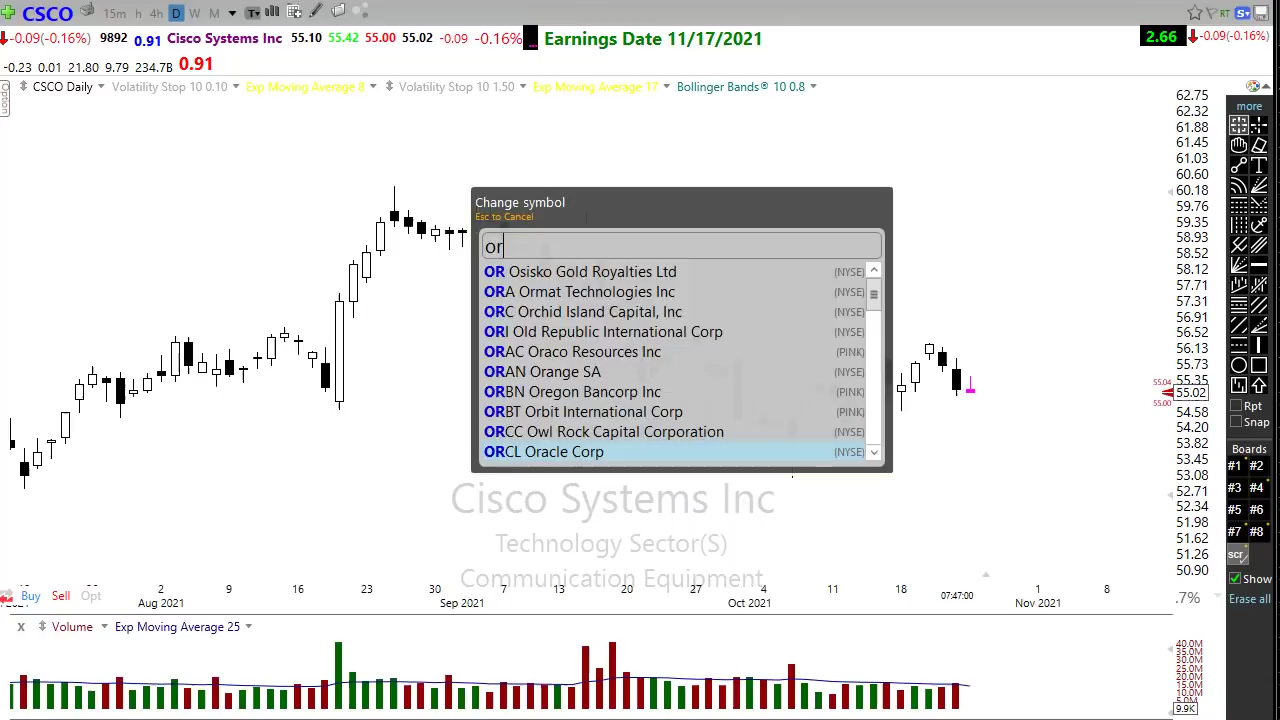 CSCO 15m h 4h D W M T RT S
-0.09(-0.16%) 9892 0.91 Cisco Systems Inc 55.10 55.42 55.00 55.02 -0.09 -0.16% ... Earnings Date 11/17/2021 2.66 -0.09(-0.16%)
-0.23 0.01 21.80 9.79 234.7B 0.91
Option
CSCO Daily Volatility Stop 10 0.10 Exp Moving Average 8 Volatility Stop 10 1.50 Exp Moving Average 17 Bollinger Bands® 10 0.8
62.75
62.32
61.88
61.45
61.03
60.60
60.18
59.76
59.35
58.93
58.52
58.12
57.71
57.31
56.91
56.52
56.13
55.73
55.35
55.04
55.02
55.00
54.58
54.20
53.82
53.45
53.08
52.71
52.34
51.98
51.62
51.26
50.90
.7%
Change symbol
Esc to Cancel
or
OR Osisko Gold Royalties Ltd (NYSE)
ORA Ormat Technologies Inc (NYSE)
ORC Orchid Island Capital, Inc (NYSE)
ORI Old Republic International Corp (NYSE)
ORAC Oraco Resources Inc (PINK)
ORAN Orange SA (NYSE)
ORBN Oregon Bancorp Inc (PINK)
ORBT Orbit International Corp (PINK)
ORCC Owl Rock Capital Corporation (NYSE)
ORCL Oracle Corp (NYSE)
Cisco Systems Inc
Technology Sector(S)
Communication Equipment
2 9 16 23 30 7 13 20 27 4 11 18 07:47:00 1 8
Aug 2021 Sep 2021 Oct 2021 Nov 2021
Buy Sell Opt
x Volume Exp Moving Average 25
40.0M
35.0M
30.0M
25.0M
20.0M
15.0M
10.0M
9.9K
more
T
Rpt
Snap
Boards
#1 #2
#3 #4
#5 #6
#7 #8
scr
Show
Erase all